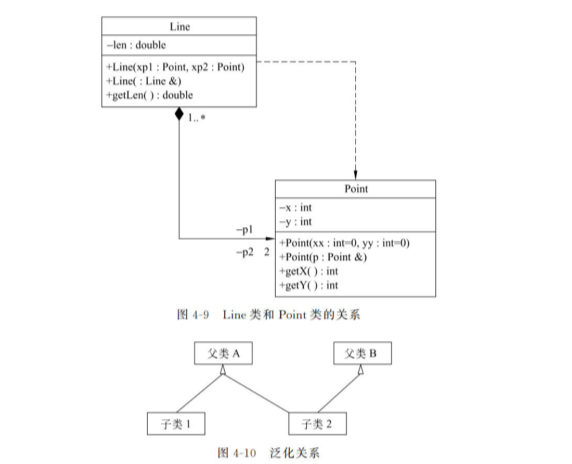 Line
−len : double
+Line(xp1 : Point, xp2 : Point)
+Line( : Line &)
+getLen( ) : double
1..*
Point
−x : int
−y : int
+Point(xx : int=0, yy : int=0)
+Point(p : Point &)
+getX( ) : int
+getY( ) : int
−p1
−p2 2
图 4-9 Line 类和 Point 类的关系
父类 A
父类 B
子类 1
子类 2
图 4-10 泛化关系